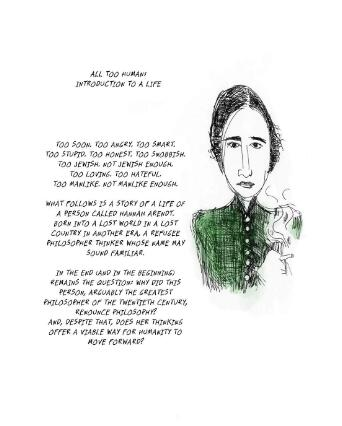 ALL TOO HUMAN:
INTRODUCTION TO A LIFE
TOO SOON. TOO ANGRY. TOO SMART.
TOO STUPID. TOO HONEST. TOO SNOBBISH.
TOO JEWISH. NOT JEWISH ENOUGH.
TOO LOVING. TOO HATEFUL.
TOO MANLIKE. NOT MANLIKE ENOUGH.
WHAT FOLLOWS IS A STORY OF A LIFE OF
A PERSON CALLED HANNAH ARENDT,
BORN INTO A LOST WORLD IN A LOST
COUNTRY IN ANOTHER ERA, A REFUGEE
PHILOSOPHER THINKER WHOSE NAME MAY
SOUND FAMILIAR.
IN THE END (AND IN THE BEGINNING)
REMAINS THE QUESTION: WHY DID THIS
PERSON, ARGUABLY THE GREATEST
PHILOSOPHER OF THE TWENTIETH CENTURY,
RENOUNCE PHILOSOPHY?
AND, DESPITE THAT, DOES HER THINKING
OFFER A VIABLE WAY FOR HUMANITY TO
MOVE FORWARD?